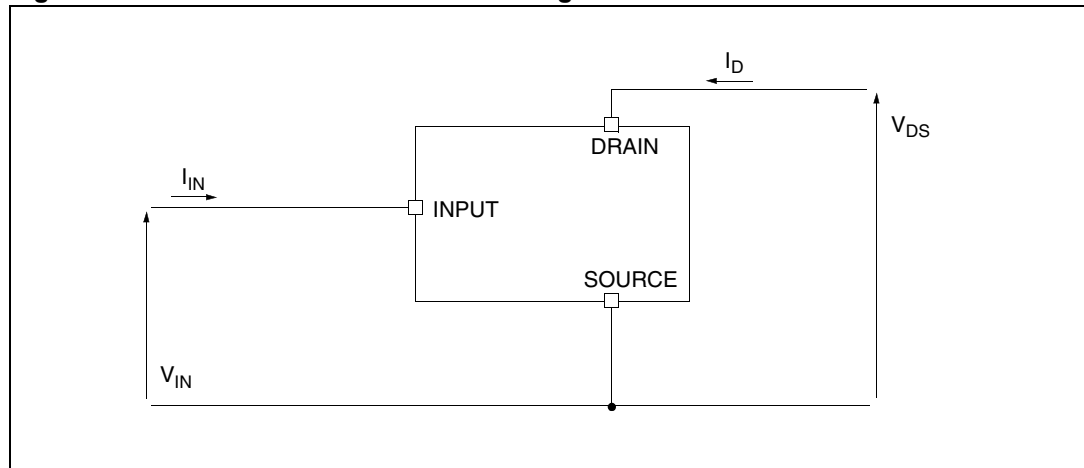 I_D
V_DS
DRAIN
I_IN
INPUT
SOURCE
V_IN